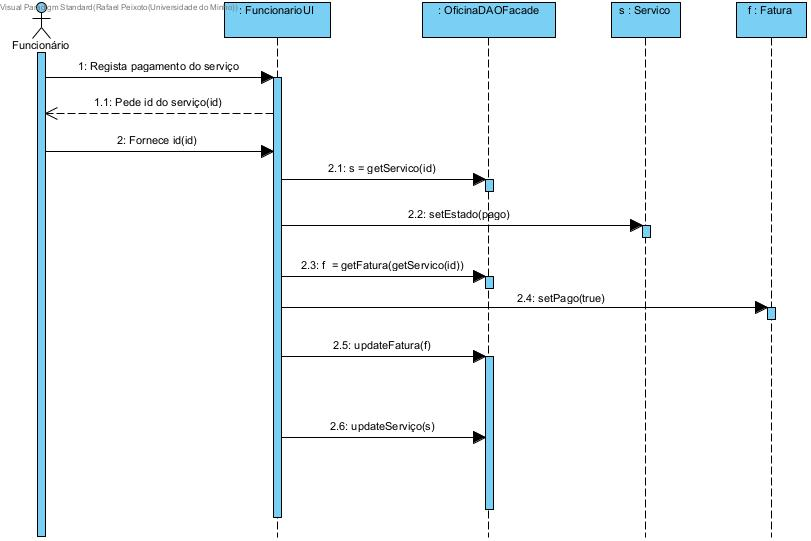 Visual Paradigm Standard(Rafael Peixoto(Universidade do Minho))
: FuncionarioUI
: OficinaDAOFacade
s : Servico
f : Fatura
Funcionário
1: Regista pagamento do serviço
1.1: Pede id do serviço(id)
2: Fornece id(id)
2.1: s = getServico(id)
2.2: setEstado(pago)
2.3: f  = getFatura(getServico(id))
2.4: setPago(true)
2.5: updateFatura(f)
2.6: updateServiço(s)